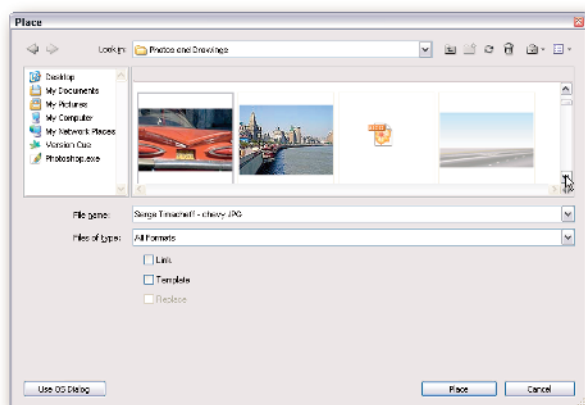 Place
Look in: Photos and Drawings
Desktop
My Documents
My Pictures
My Computer
My Network Places
Version Cue
Photoshop.exe
File name: Serge Timacheff - chevy JPG
Files of type: All Formats
Link
Template
Replace
Use OS Dialog
Place
Cancel